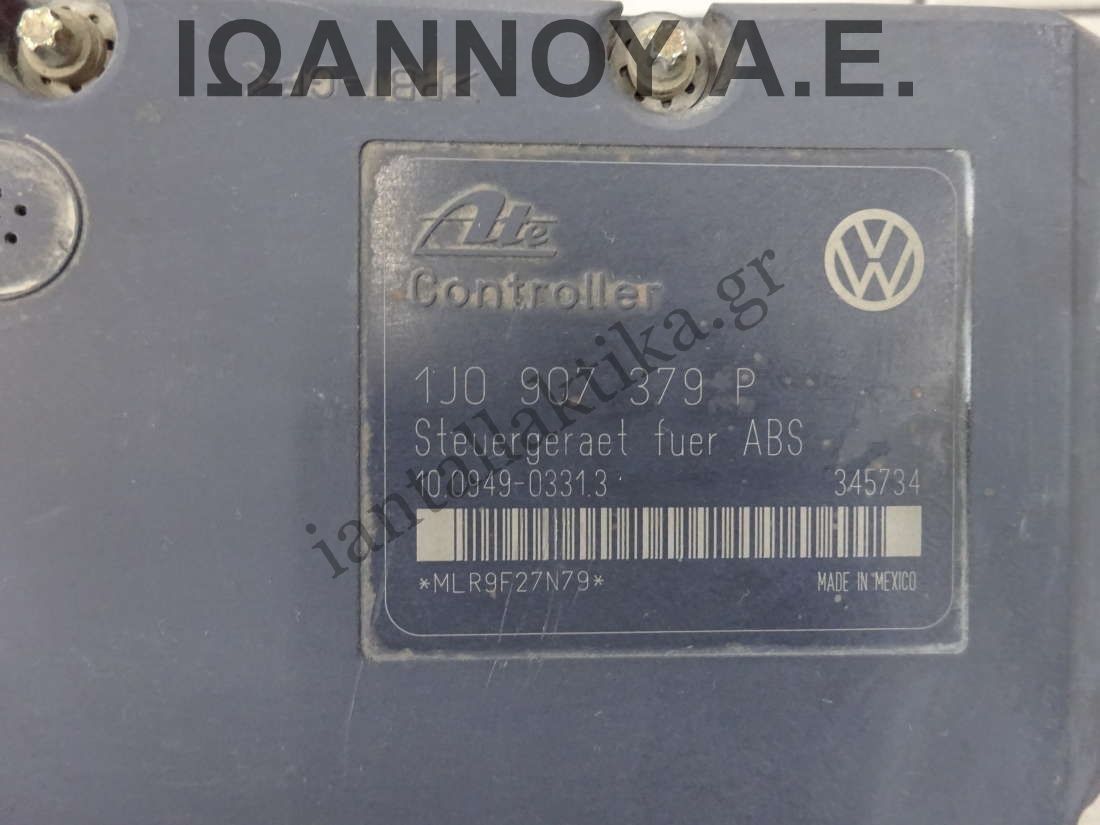 ΙΩΑΝΝΟΥ Α.Ε.
Ate
Controller
1J0 907 379 P
Steuergeraet fuer ABS
10.0949-0331.3 345734
*MLR9F27N79*
MADE IN MEXICO
iantallaktika.gr